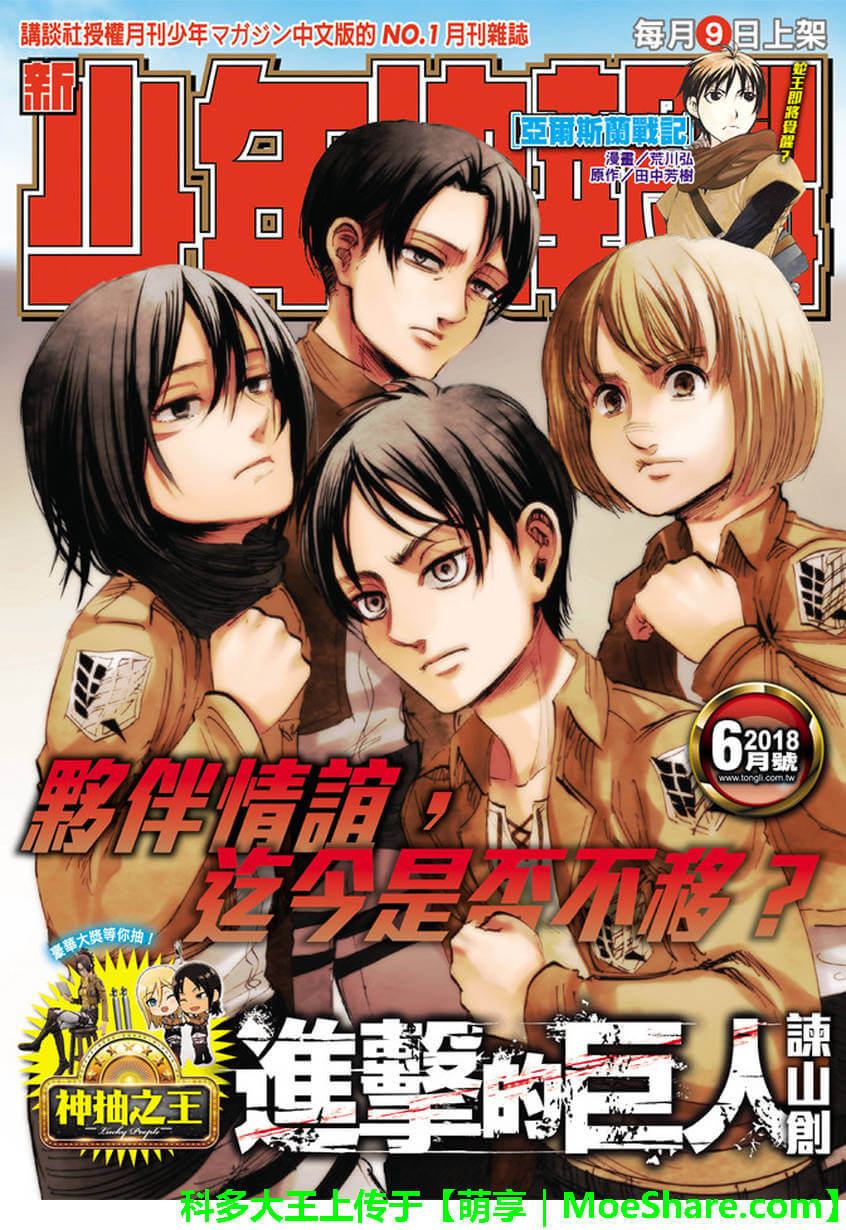 講談社授權月刊少年マガジン中文版的 NO.1 月刊雜誌
每月9日上架
新
少年快報
蛇王即將覺醒?
[亞爾斯蘭戰記]
漫畫/荒川弘
原作/田中芳樹
6月號
2018
www.tongli.com.tw
夥伴情誼,
迄今是否不移?
豪華大獎等你抽!
神抽之王
Lucky People
進擊的巨人
諫山創
科多大王上传于【萌享|MoeShare.com】